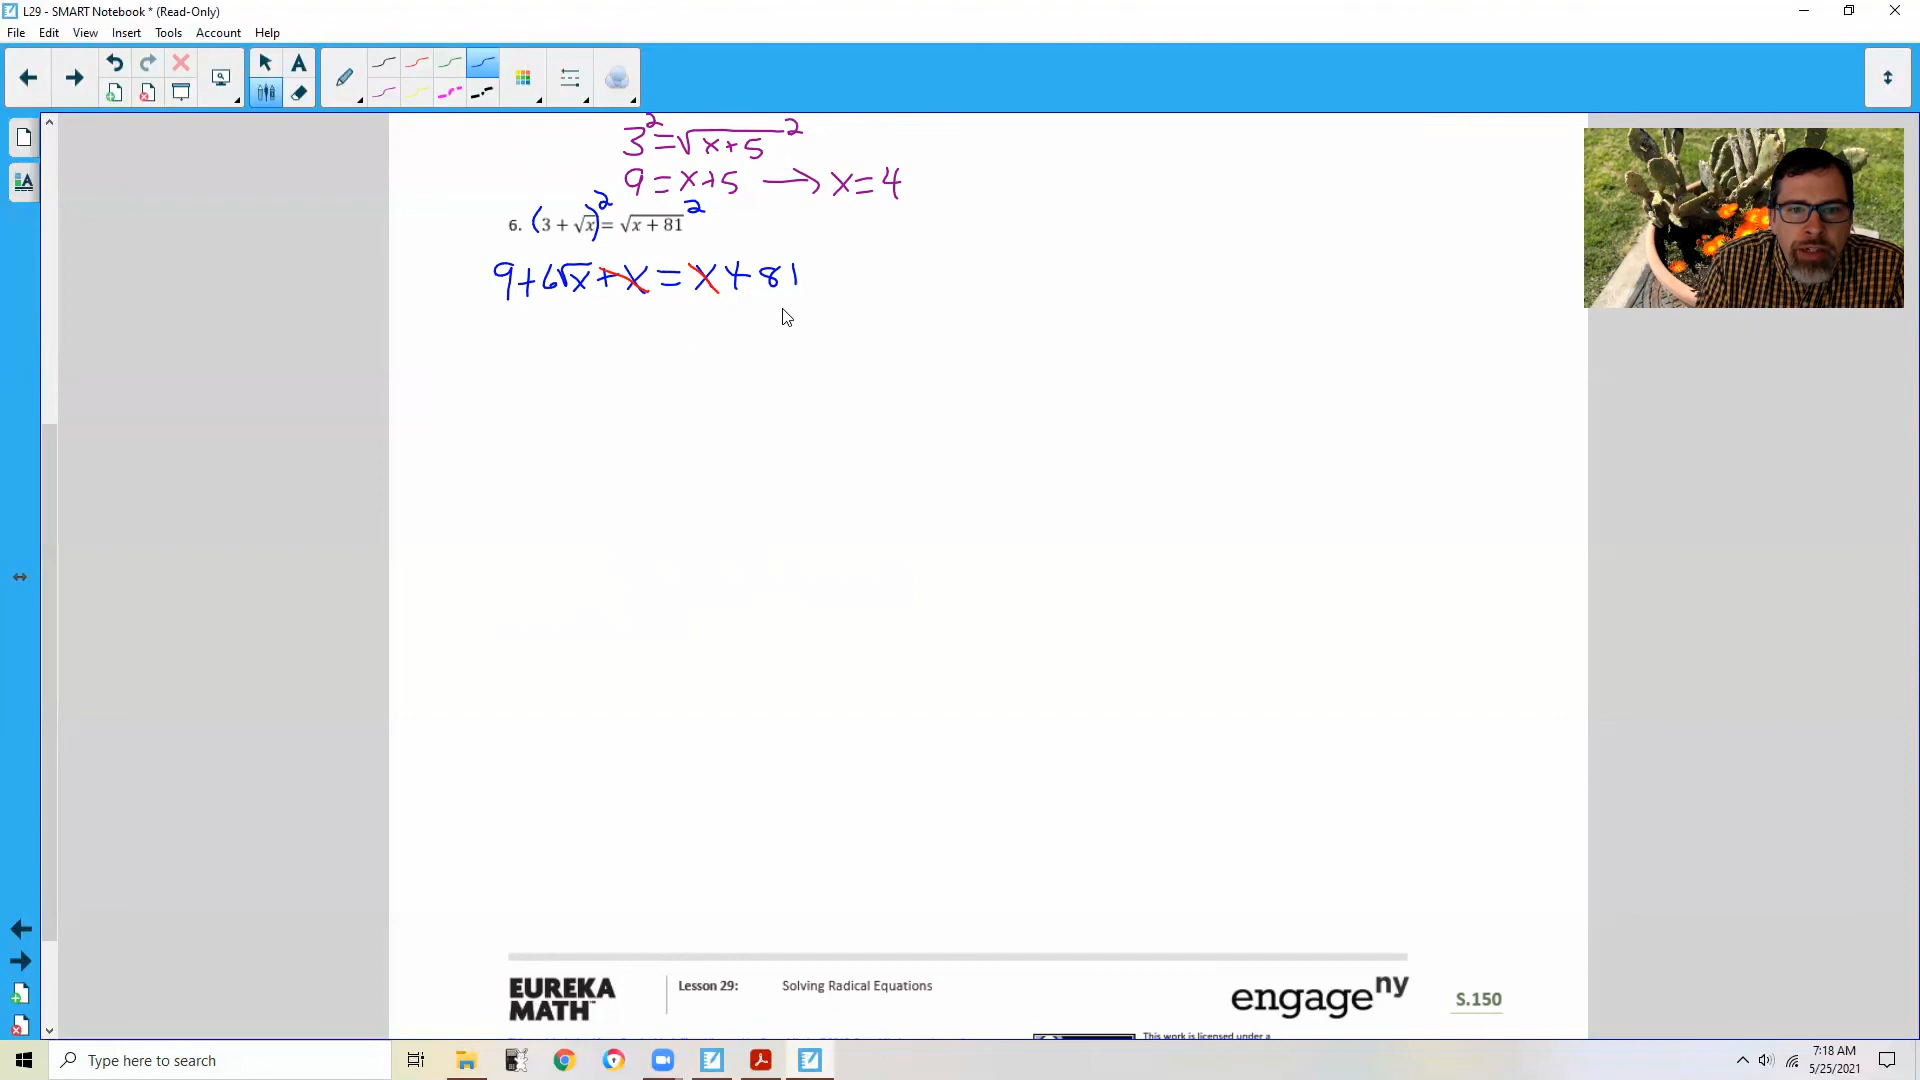 L29 - SMART Notebook * (Read-Only)
File Edit View Insert Tools Account Help
3² = √x+5 ²
9 = x+5 → x = 4
6. (3 + √x)² = √x + 81 ²
9 + 6√x + x = x + 81
EUREKA MATH™
Lesson 29: Solving Radical Equations
engageny
S.150
This work is licensed under a
Type here to search
7:18 AM
5/25/2021